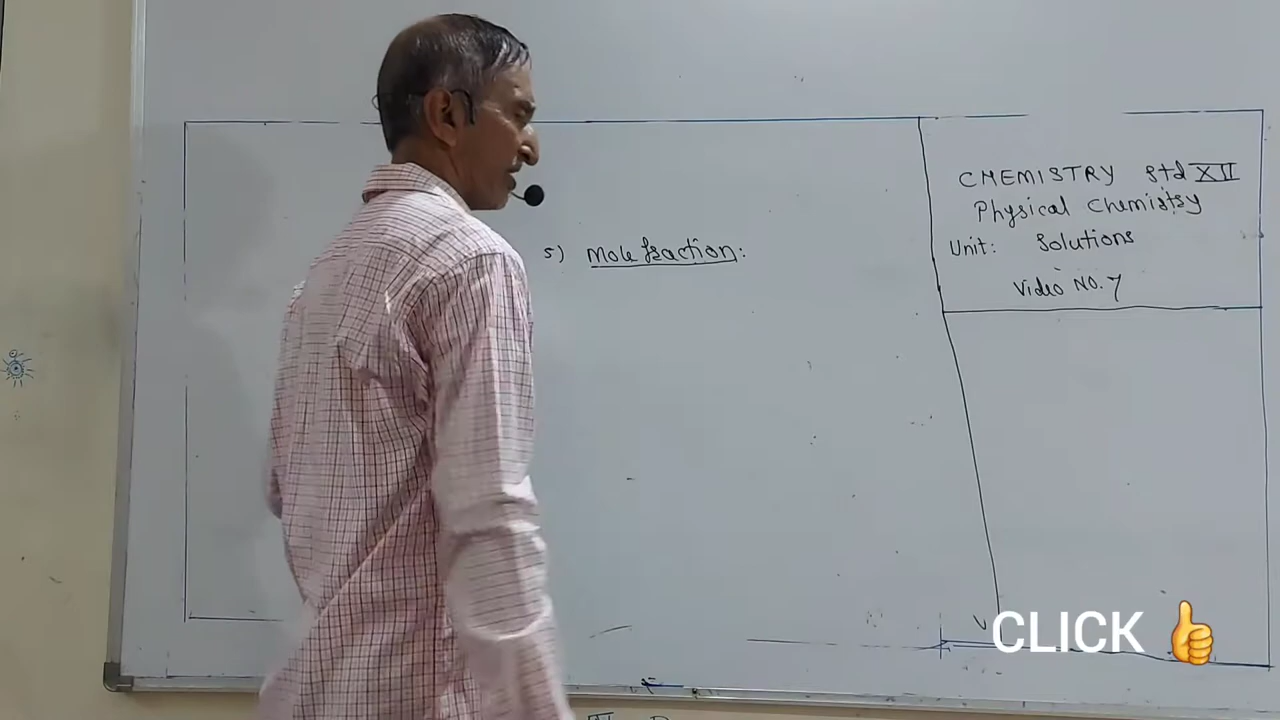 CHEMISTRY std XII
Physical Chemistry
Unit: Solutions
Video NO. 7
5) Mole fraction:
CLICK 👍